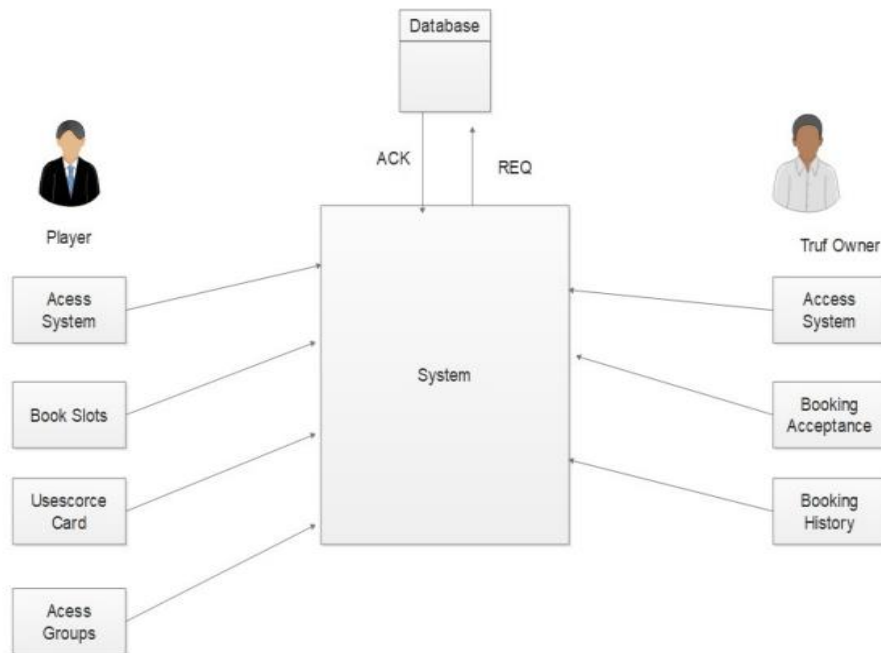 Database
ACK
REQ
Player
Truf Owner
Acess
System
Book Slots
Usescorce
Card
Acess
Groups
System
Access
System
Booking
Acceptance
Booking
History